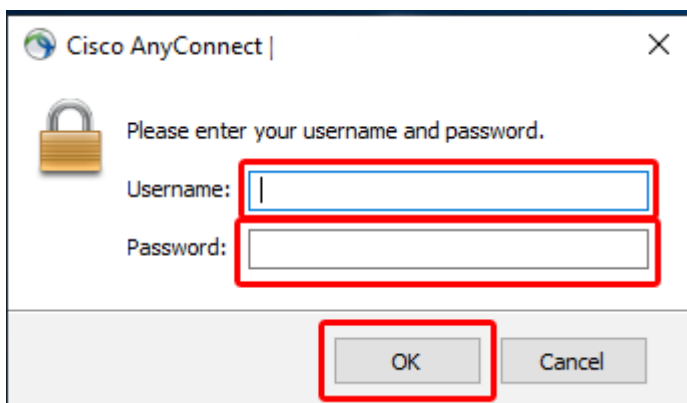 Cisco AnyConnect |
Please enter your username and password.
Username:
Password:
OK Cancel